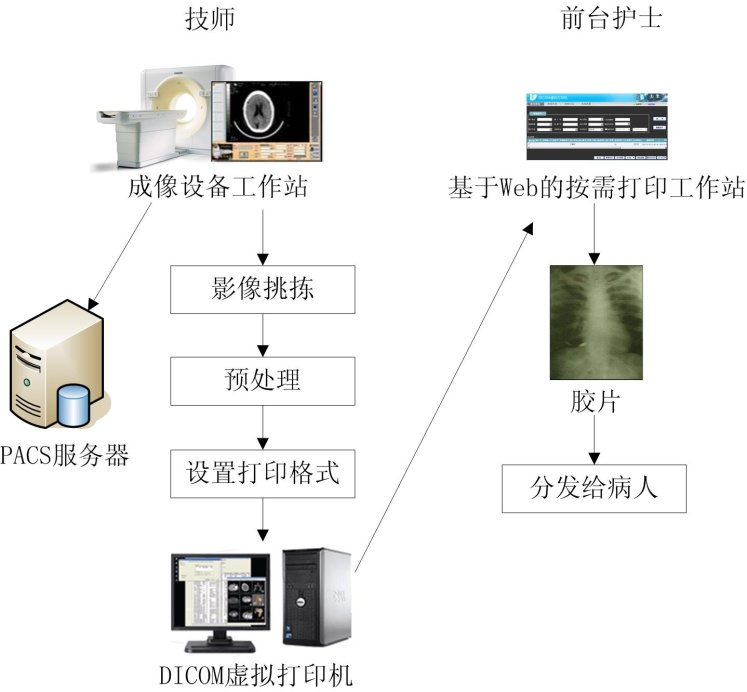 技师
前台护士
成像设备工作站
基于Web的按需打印工作站
影像挑拣
预处理
设置打印格式
PACS服务器
胶片
分发给病人
DICOM虚拟打印机